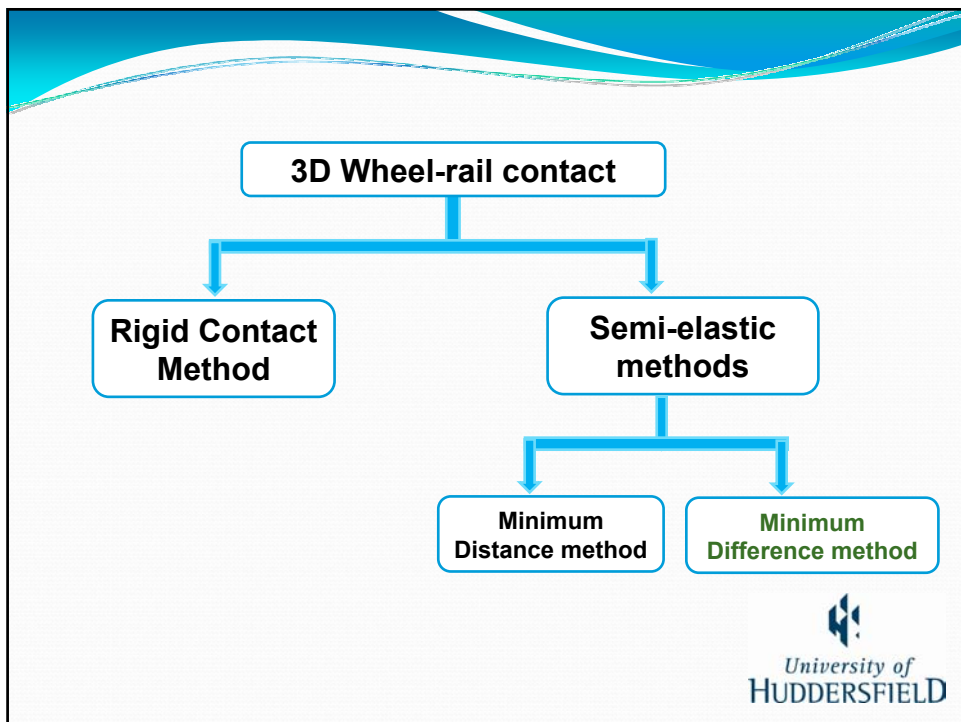 3D Wheel-rail contact
Rigid Contact
Method
Semi-elastic
methods
Minimum
Distance method
Minimum
Difference method
University of
HUDDERSFIELD